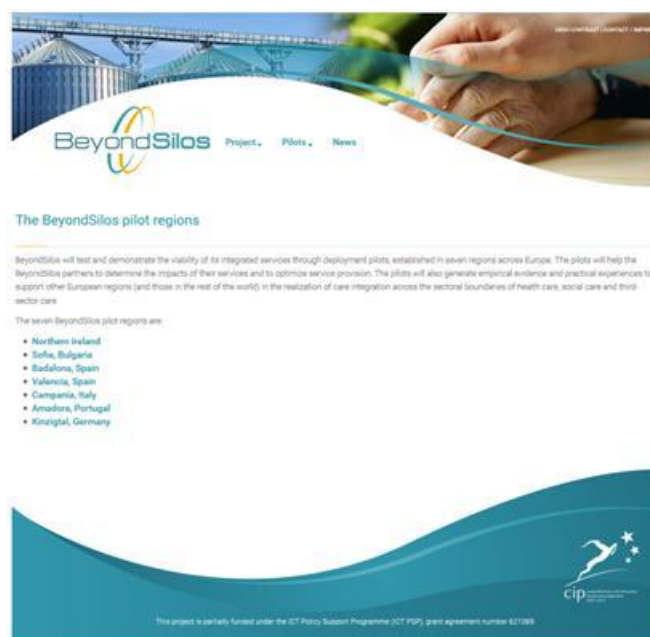 HIGH CONTRAST / CONTACT /
BeyondSilos
Project
Pilots
News
The BeyondSilos pilot regions
BeyondSilos will test and demonstrate the viability of its integrated services through deployment pilots, established in seven regions across Europe. The pilots will help the
BeyondSilos partners to determine the impacts of their services and to optimize service provision. The pilots will also generate empirical evidence and practical experiences to
support other European regions (and those in the rest of the world) in the realization of care integration across the sectoral boundaries of health care, social care and third-
sector care.
The seven BeyondSilos pilot regions are:
Northern Ireland
Sofia, Bulgaria
Badalona, Spain
Valencia, Spain
Campania, Italy
Amadora, Portugal
Kinzigtal, Germany
cip
This project is partially funded under the ICT Policy Support Programme (ICT PSP), grant agreement number 621069.